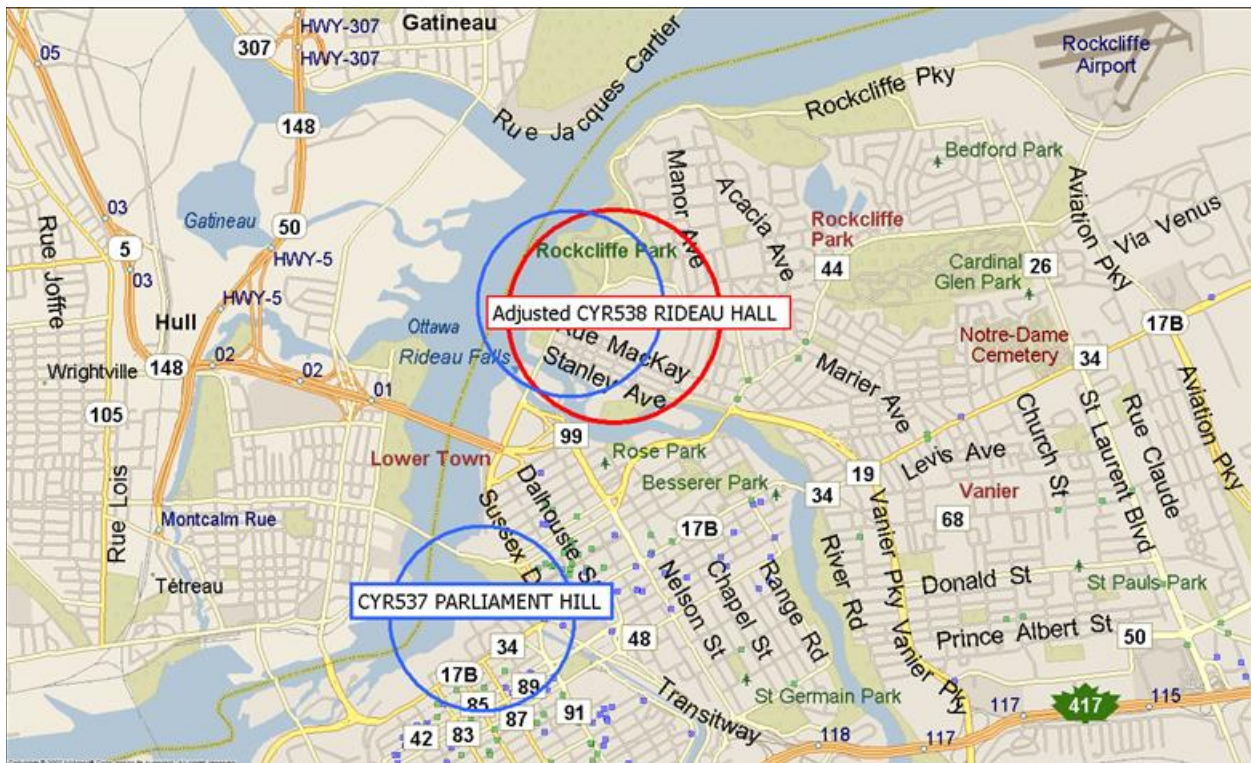 Gatineau
HWY-307
307
HWY-307
05
Rockcliffe
Airport
Rockcliffe Pky
Rue Jacques Cartier
148
Bedford Park
Manor Ave
Acacia Ave
Aviation Pky
Via Venus
03
Gatineau
50
5
HWY-5
03
Rue Joffre
Rockcliffe Park
Rockcliffe
Park
44
Cardinal
Glen Park
26
HWY-5
Adjusted CYR538 RIDEAU HALL
Hull
Ottawa
Rue MacKay
17B
Notre-Dame
Cemetery
02
148
Wrightville
Rideau Falls
Stanley Ave
34
02
01
Marier Ave
Aviation Pky
105
99
Church St
St Laurent Blvd
Rue Claude
Lower Town
Rose Park
Levis Ave
19
Besserer Park
34
Vanier
Rue Lois
Montcalm Rue
Sussex D
Dalhousie S
17B
68
Tétreau
CYR537 PARLIAMENT HILL
Nelson St
Chapel St
Range Rd
River Rd
Vanier Pky
Vanier Pky
Donald St
St Pauls Park
34
48
Prince Albert St
50
17B
89
85
St Germain Park
87
91
Transitway
42
83
117
417
115
118
117